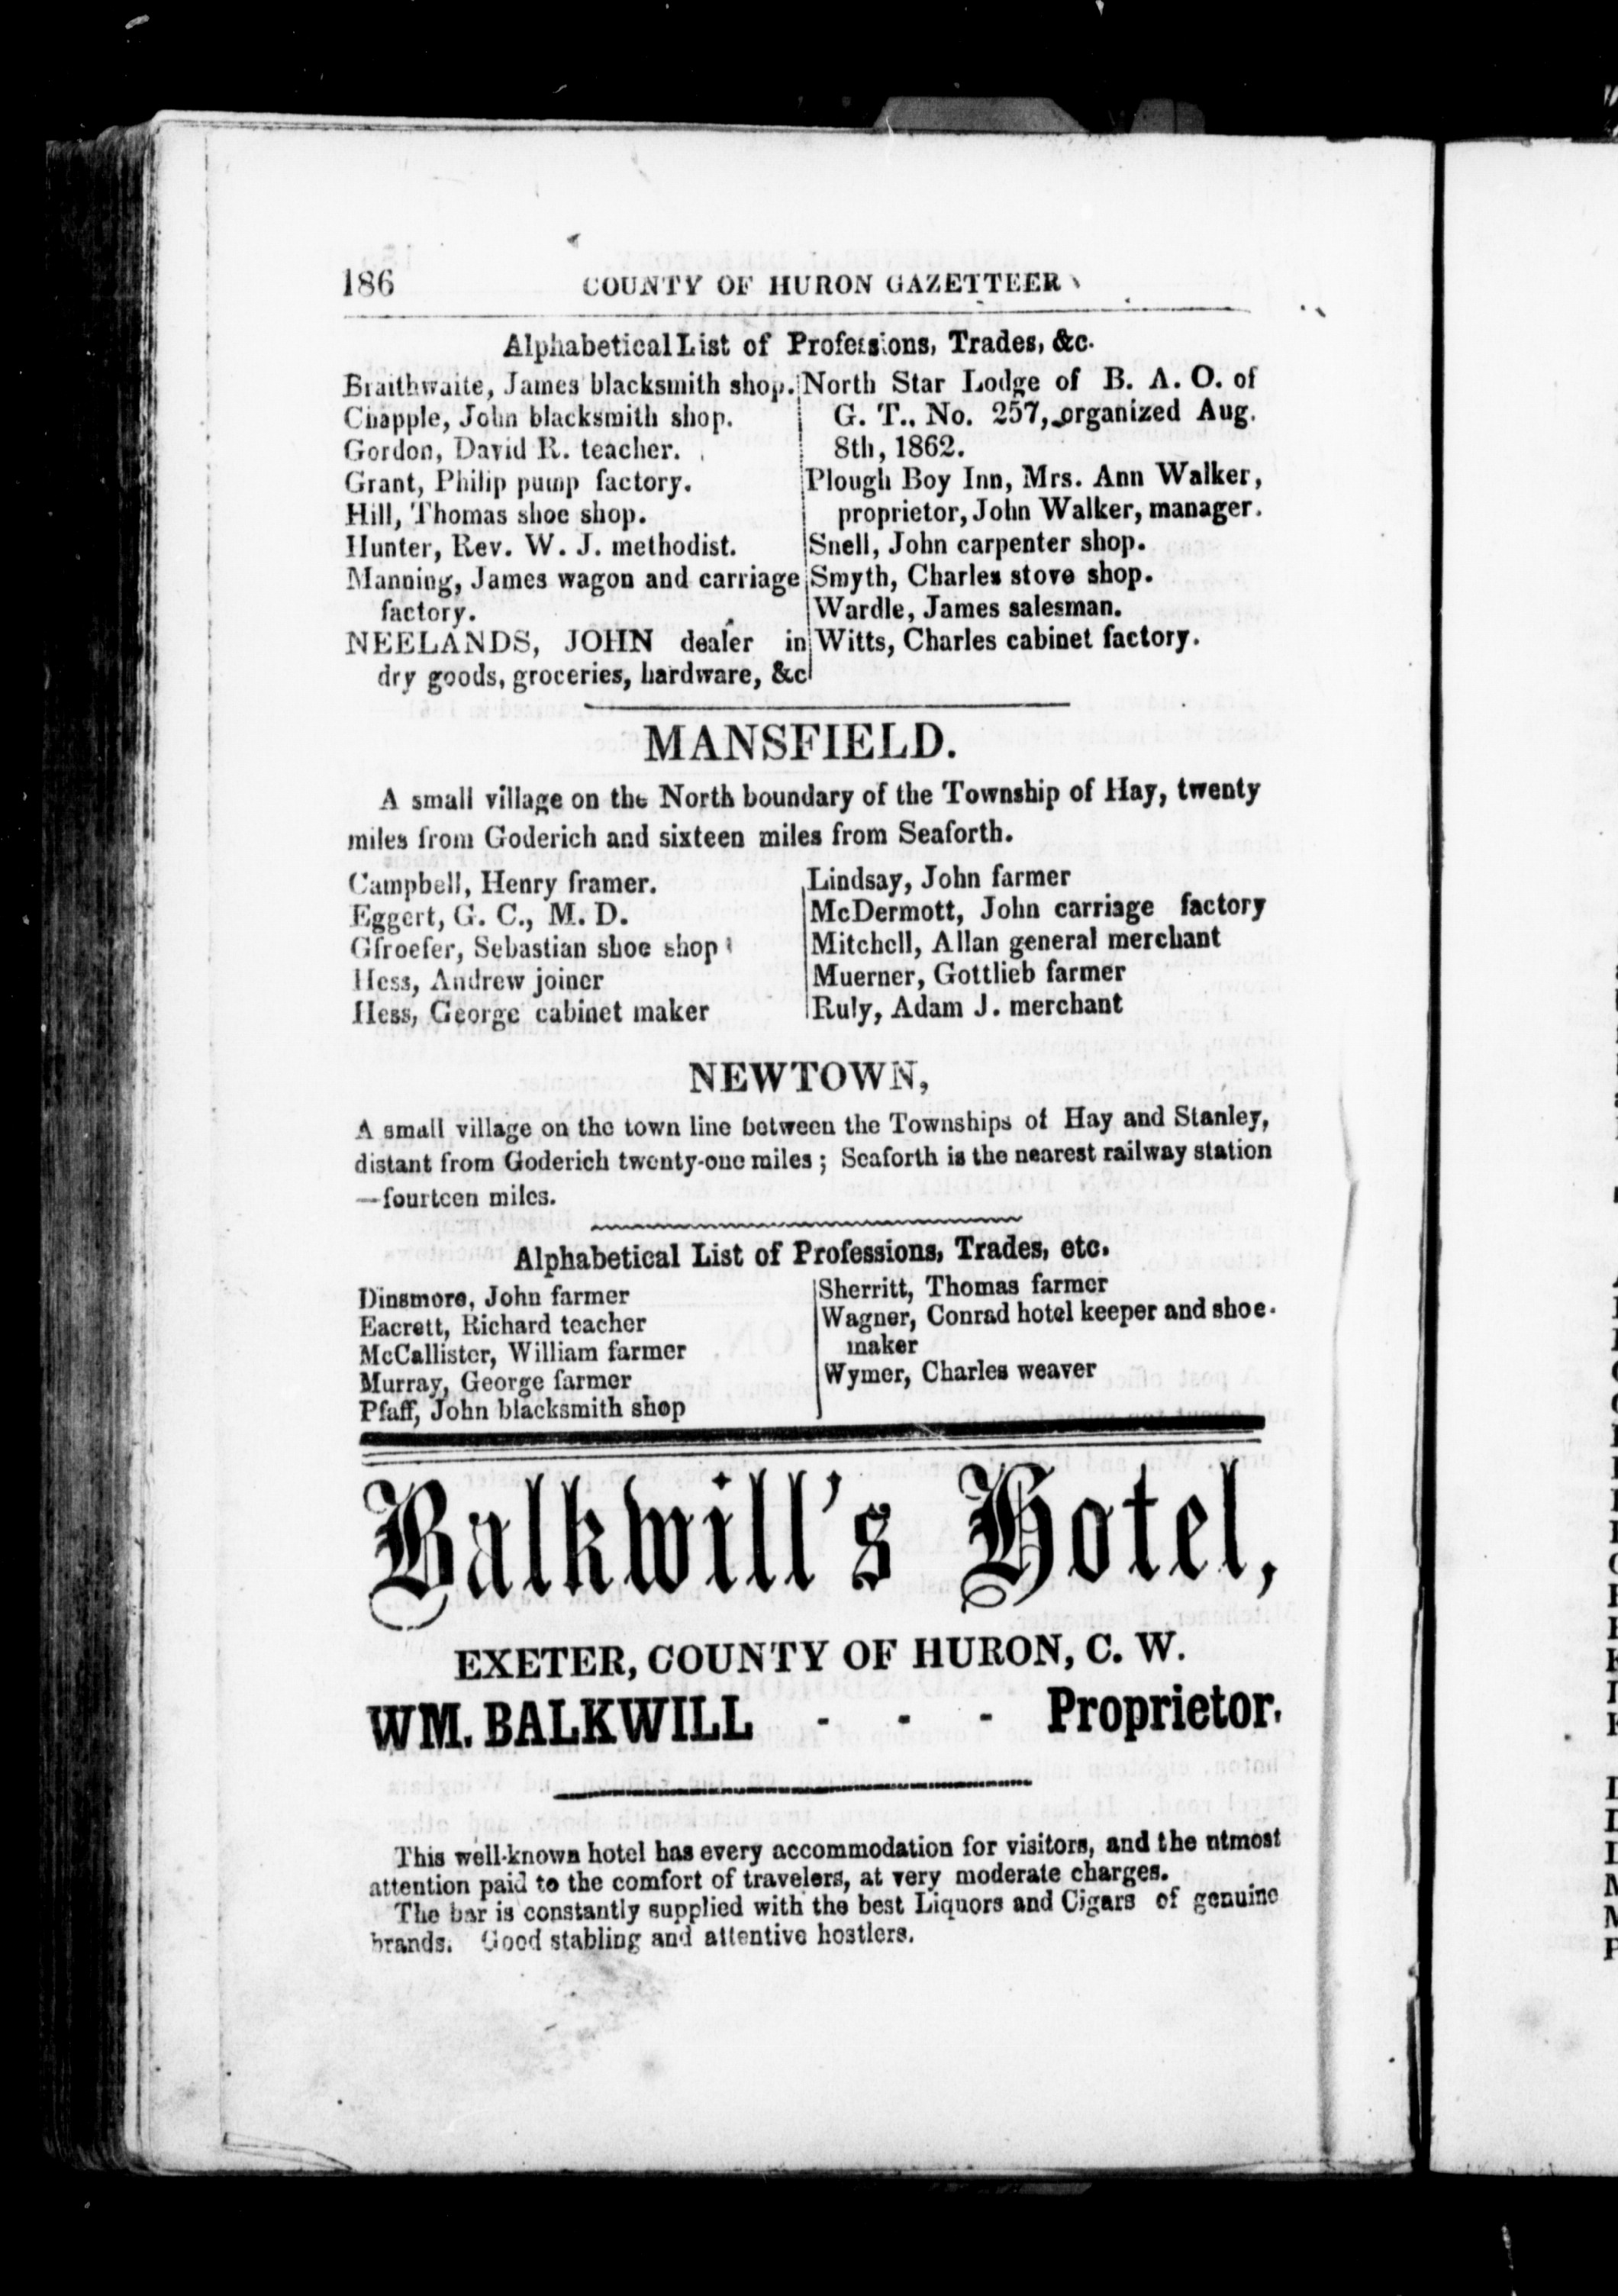 186 COUNTY OF HURON GAZETTEER
Alphabetical List of Professions, Trades, &c.
Braithwaite, James blacksmith shop.
Chapple, John blacksmith shop.
Gordon, David R. teacher.
Grant, Philip pump factory.
Hill, Thomas shoe shop.
Hunter, Rev. W. J. methodist.
Manning, James wagon and carriage
factory.
NEELANDS, JOHN dealer in
dry goods, groceries, hardware, &c
North Star Lodge of B. A. O. of
G. T., No. 257, organized Aug.
8th, 1862.
Plough Boy Inn, Mrs. Ann Walker,
proprietor, John Walker, manager.
Snell, John carpenter shop.
Smyth, Charles stove shop.
Wardle, James salesman.
Witts, Charles cabinet factory.
MANSFIELD.
A small village on the North boundary of the Township of Hay, twenty
miles from Goderich and sixteen miles from Seaforth.
Campbell, Henry framer.
Eggert, G. C., M. D.
Gfroefer, Sebastian shoe shop
Hess, Andrew joiner
Hess, George cabinet maker
Lindsay, John farmer
McDermott, John carriage factory
Mitchell, Allan general merchant
Muerner, Gottlieb farmer
Ruly, Adam J. merchant
NEWTOWN,
A small village on the town line between the Townships of Hay and Stanley,
distant from Goderich twenty-one miles; Seaforth is the nearest railway station
—fourteen miles.
Alphabetical List of Professions, Trades, etc.
Dinsmore, John farmer
Eacrett, Richard teacher
McCallister, William farmer
Murray, George farmer
Pfaff, John blacksmith shop
Sherritt, Thomas farmer
Wagner, Conrad hotel keeper and shoe-
maker
Wymer, Charles weaver
Balkwill's Hotel,
EXETER, COUNTY OF HURON, C. W.
WM. BALKWILL - - - Proprietor.
This well-known hotel has every accommodation for visitors, and the ntmost
attention paid to the comfort of travelers, at very moderate charges.
The bar is constantly supplied with the best Liquors and Cigars of genuine
brands. Good stabling and attentive hostlers.